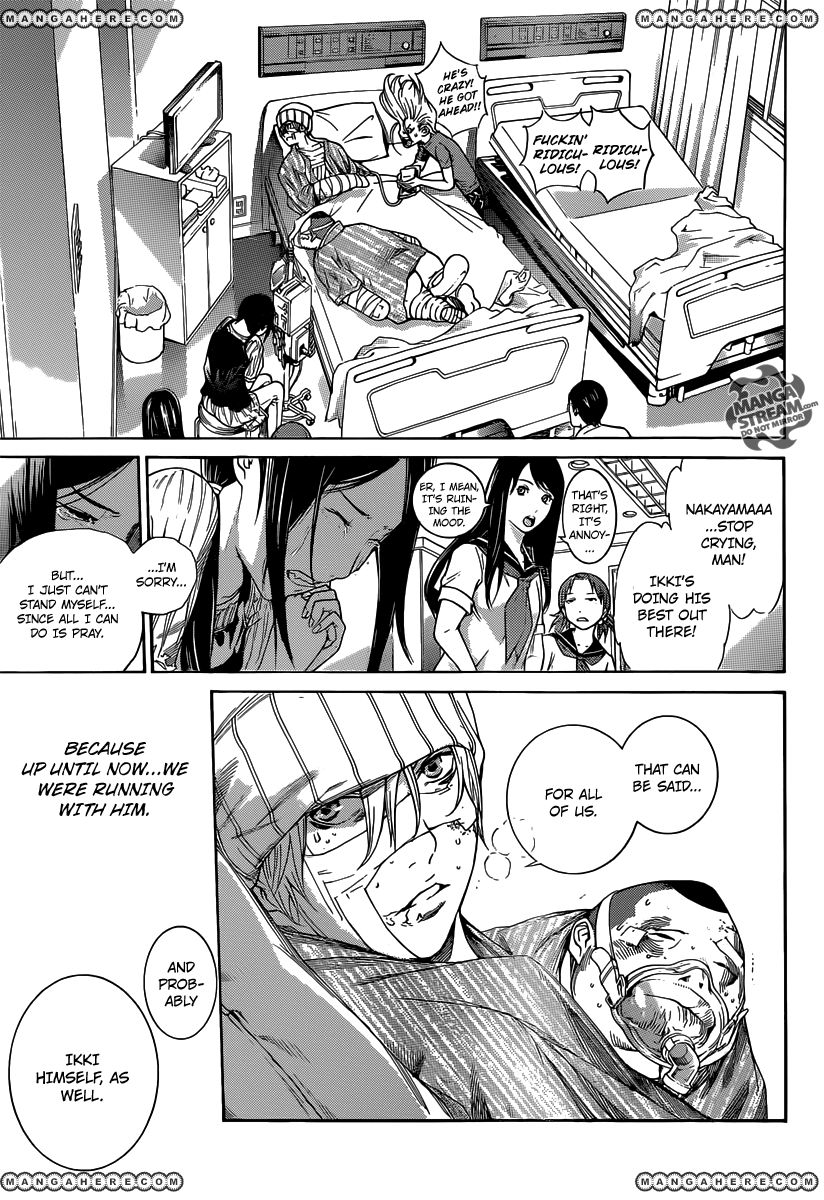 MANGAHERE.COM
MANGAHERE.COM
HE'S
CRAZY!
HE GOT
AHEAD!!
RIDICU-
LOUS!
FUCKIN'
RIDICU-
LOUS!
MANGA
STREAM.com
DO NOT MIRROR
NAKAYAMAAA
...STOP
CRYING,
MAN!
IKKI'S
DOING HIS
BEST OUT
THERE!
THAT'S
RIGHT,
IT'S
ANNOY-
...
ER, I MEAN,
IT'S RUIN-
ING THE
MOOD.
...I'M
SORRY...
BUT...
I JUST CAN'T
STAND MYSELF...
SINCE ALL I CAN
DO IS PRAY.
THAT CAN
BE SAID...
FOR ALL
OF US.
BECAUSE
UP UNTIL NOW...WE
WERE RUNNING
WITH HIM.
AND
PROB-
ABLY
IKKI
HIMSELF, AS
WELL.
MANGAHERE.COM
MANGAHERE.COM